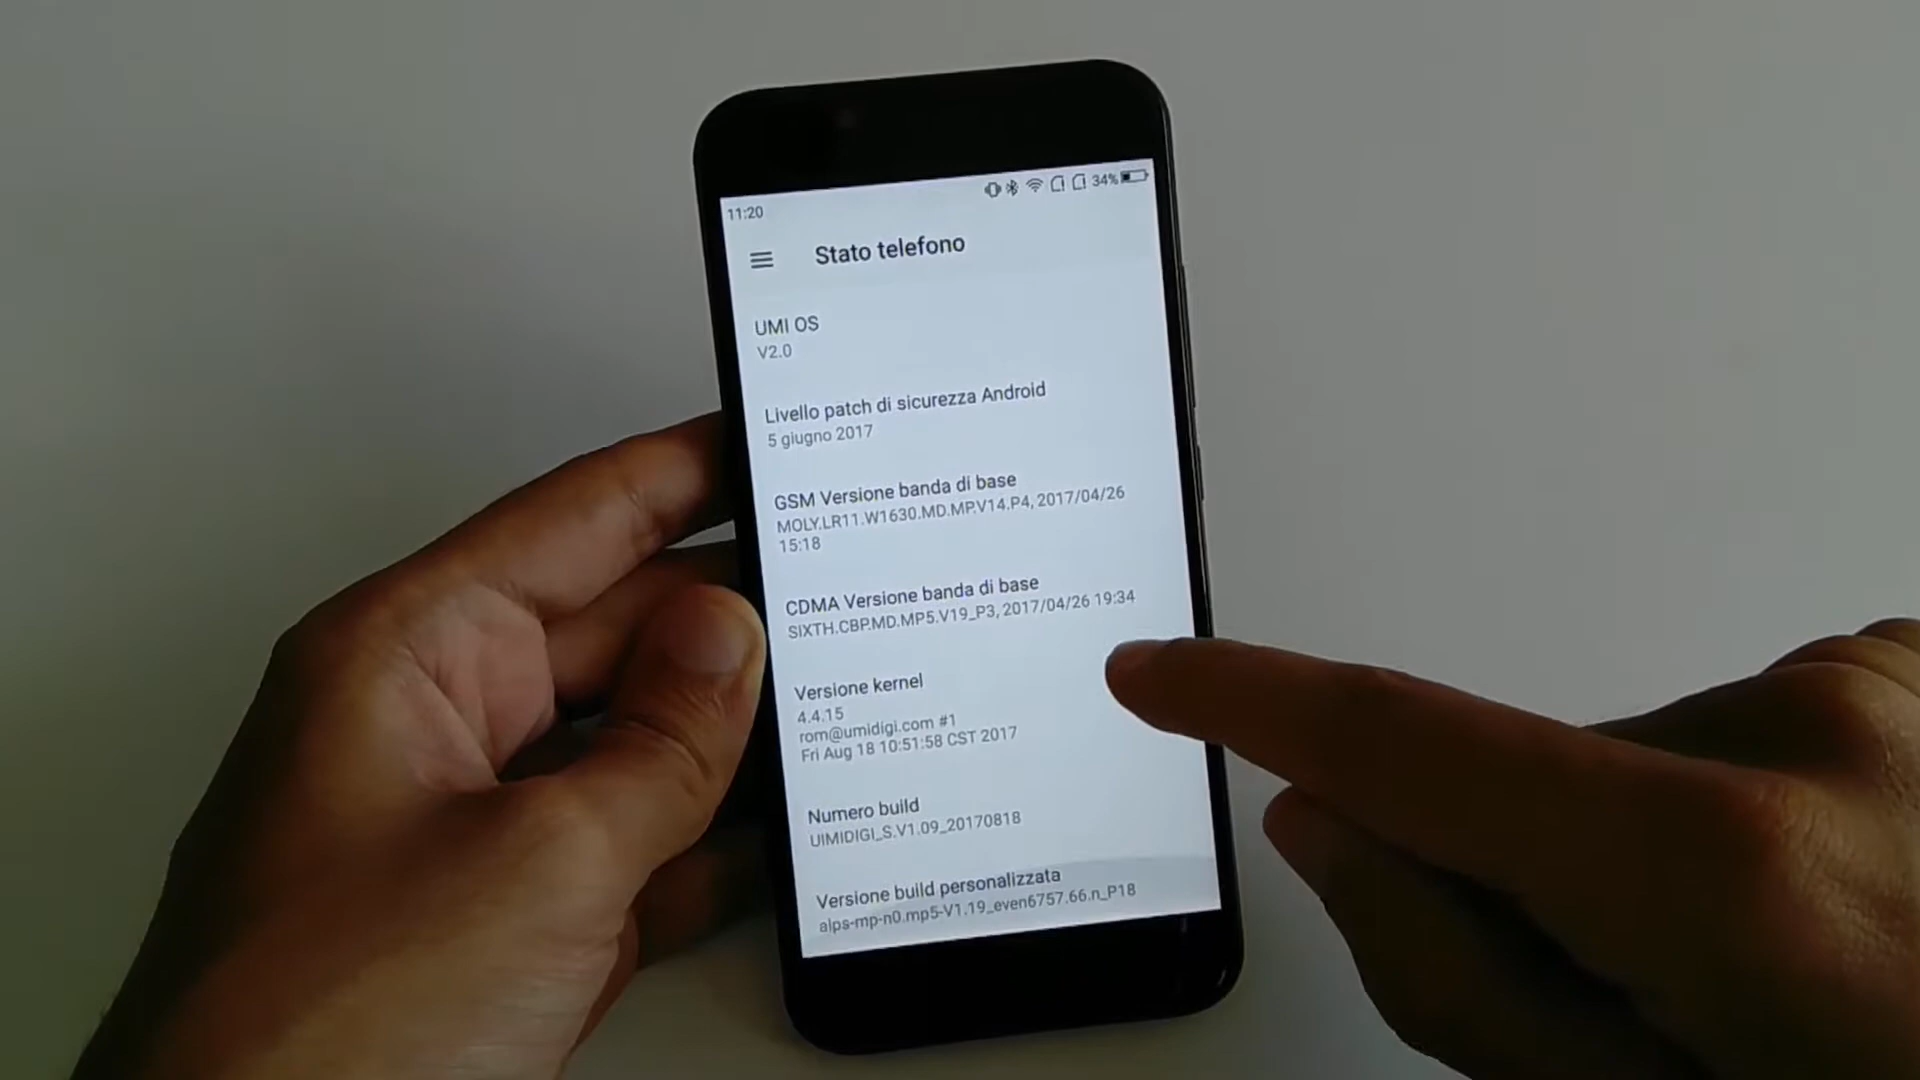 11:20
34%
Stato telefono
UMI OS
V2.0
Livello patch di sicurezza Android
5 giugno 2017
GSM Versione banda di base
MOLY.LR11.W1630.MD.MP.V14.P4, 2017/04/26
15:18
CDMA Versione banda di base
SIXTH.CBP.MD.MP5.V19_P3, 2017/04/26 19:34
Versione kernel
4.4.15
rom@umidigi.com #1
Fri Aug 18 10:51:58 CST 2017
Numero build
UIMIDIGI_S.V1.09_20170818
Versione build personalizzata
alps-mp-n0.mp5-V1.19_even6757.66.n_P18